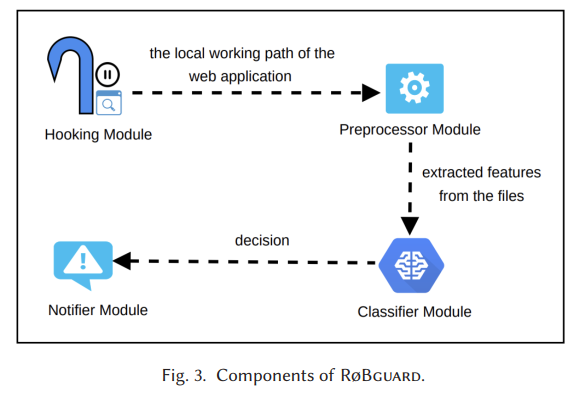 the local working path of the
web application
Hooking Module
Preprocessor Module
extracted features
from the files
decision
Notifier Module
Classifier Module
Fig. 3. Components of RøBGUARD.